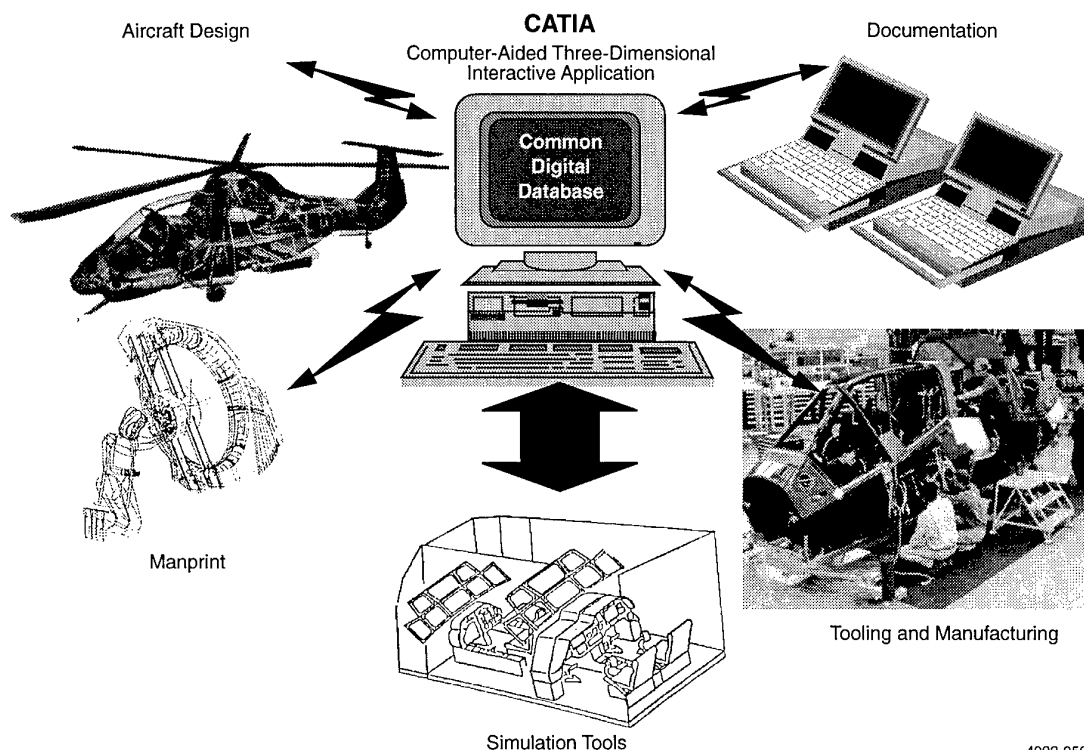 Aircraft Design
CATIA
Computer-Aided Three-Dimensional
Interactive Application
Documentation
Common
Digital
Database
Manprint
Tooling and Manufacturing
Simulation Tools